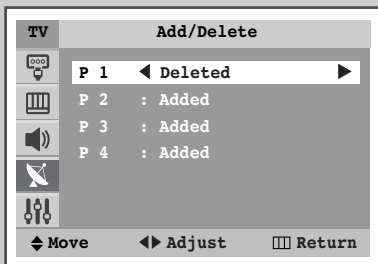 TV Add/Delete
P 1 ◀ Deleted ▶
P 2 : Added
P 3 : Added
P 4 : Added
Move Adjust Return